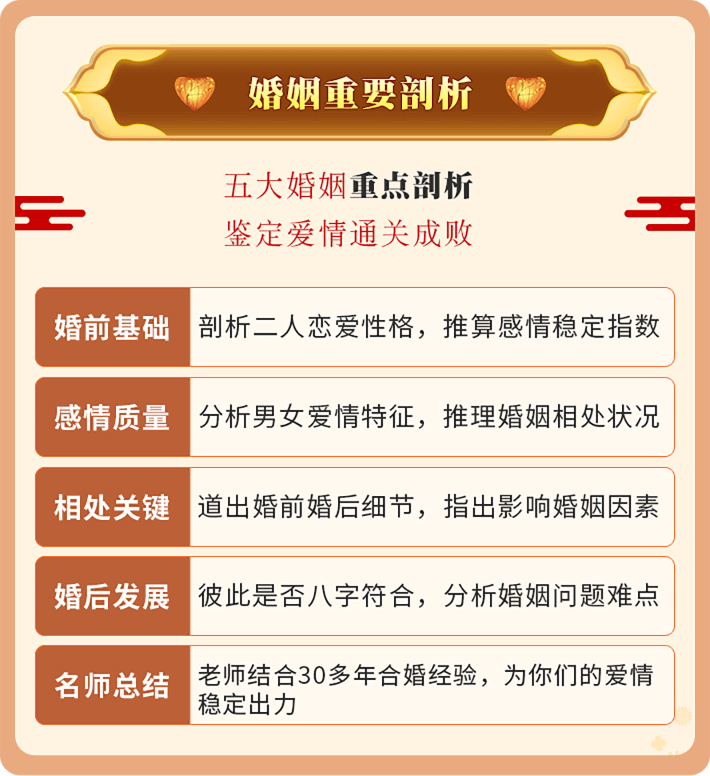 婚姻重要剖析
五大婚姻重点剖析
鉴定爱情通关成败
婚前基础
剖析二人恋爱性格，推算感情稳定指数
感情质量
分析男女爱情特征，推理婚姻相处状况
相处关键
道出婚前婚后细节，指出影响婚姻因素
婚后发展
彼此是否八字符合，分析婚姻问题难点
名师总结
老师结合30多年合婚经验，为你们的爱情
稳定出力